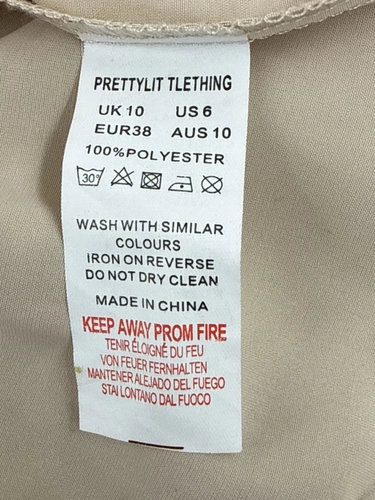 PRETTYLIT TLETHING
UK 10 US 6
EUR38 AUS 10
100%POLYESTER
30°
WASH WITH SIMILAR
COLOURS
IRON ON REVERSE
DO NOT DRY CLEAN
MADE IN CHINA
KEEP AWAY PROM FIRE
TENIR ÉLOIGNÉ DU FEU
VON FEUER FERNHALTEN
MANTENER ALEJADO DEL FUEGO
STAI LONTANO DAL FUOCO